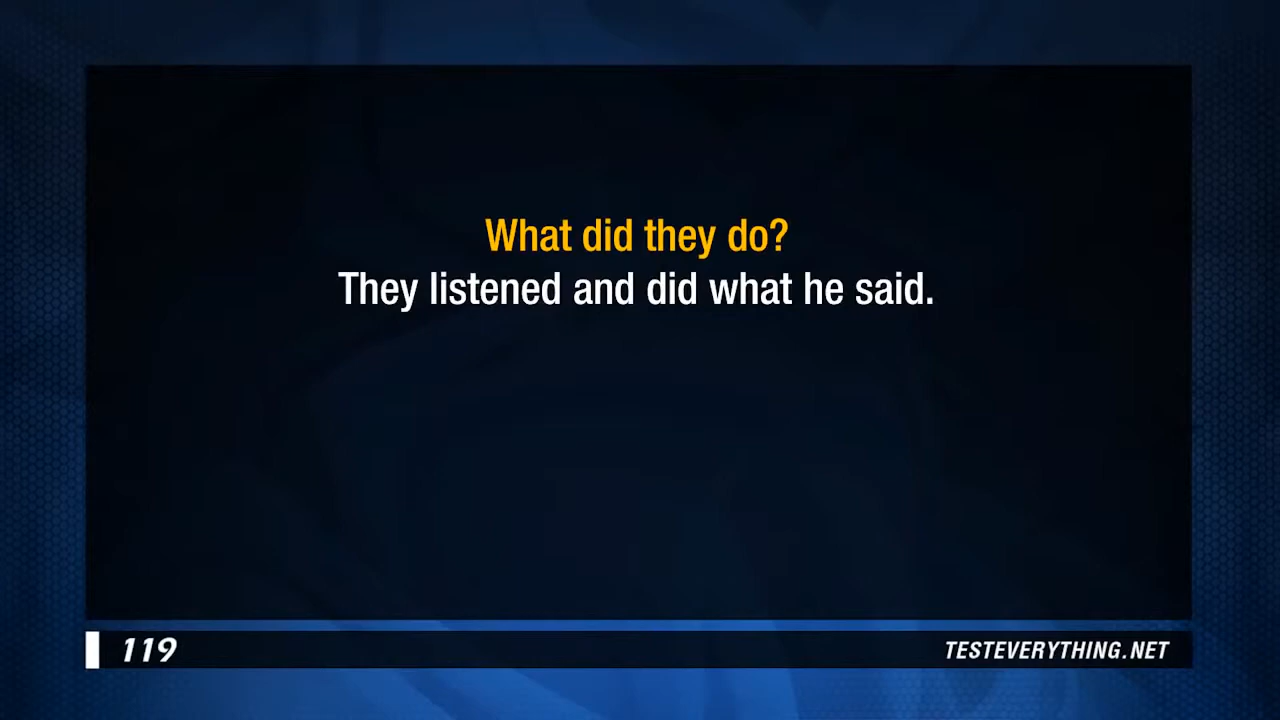 What did they do?
They listened and did what he said.
119
TESTEVERYTHING.NET